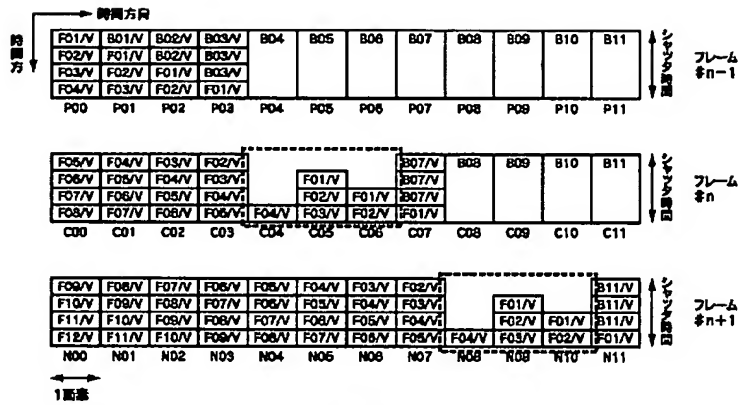 時間方向
時間方
F01/V B01/V B02/V B03/V B04 B05 B06 B07 B08 B09 B10 B11
F02/V F01/V B02/V B03/V
F03/V F02/V F01/V B03/V
F04/V F03/V F02/V F01/V
P00 P01 P02 P03 P04 P05 P06 P07 P08 P09 P10 P11
シャッタ時間
フレーム
#n-1
F05/V F04/V F03/V F02/V B07/V B08 B09 B10 B11
F06/V F05/V F04/V F03/V F01/V B07/V
F07/V F06/V F05/V F04/V F02/V F01/V B07/V
F08/V F07/V F06/V F05/V F04/V F03/V F02/V F01/V
C00 C01 C02 C03 C04 C05 C06 C07 C08 C09 C10 C11
シャッタ時間
フレーム
#n
F09/V F08/V F07/V F06/V F05/V F04/V F03/V F02/V B11/V
F10/V F09/V F08/V F07/V F06/V F05/V F04/V F03/V F01/V B11/V
F11/V F10/V F09/V F08/V F07/V F06/V F05/V F04/V F02/V F01/V B11/V
F12/V F11/V F10/V F09/V F08/V F07/V F06/V F05/V F04/V F03/V F02/V F01/V
N00 N01 N02 N03 N04 N05 N06 N07 N08 N09 N10 N11
シャッタ時間
フレーム
#n+1
1画素